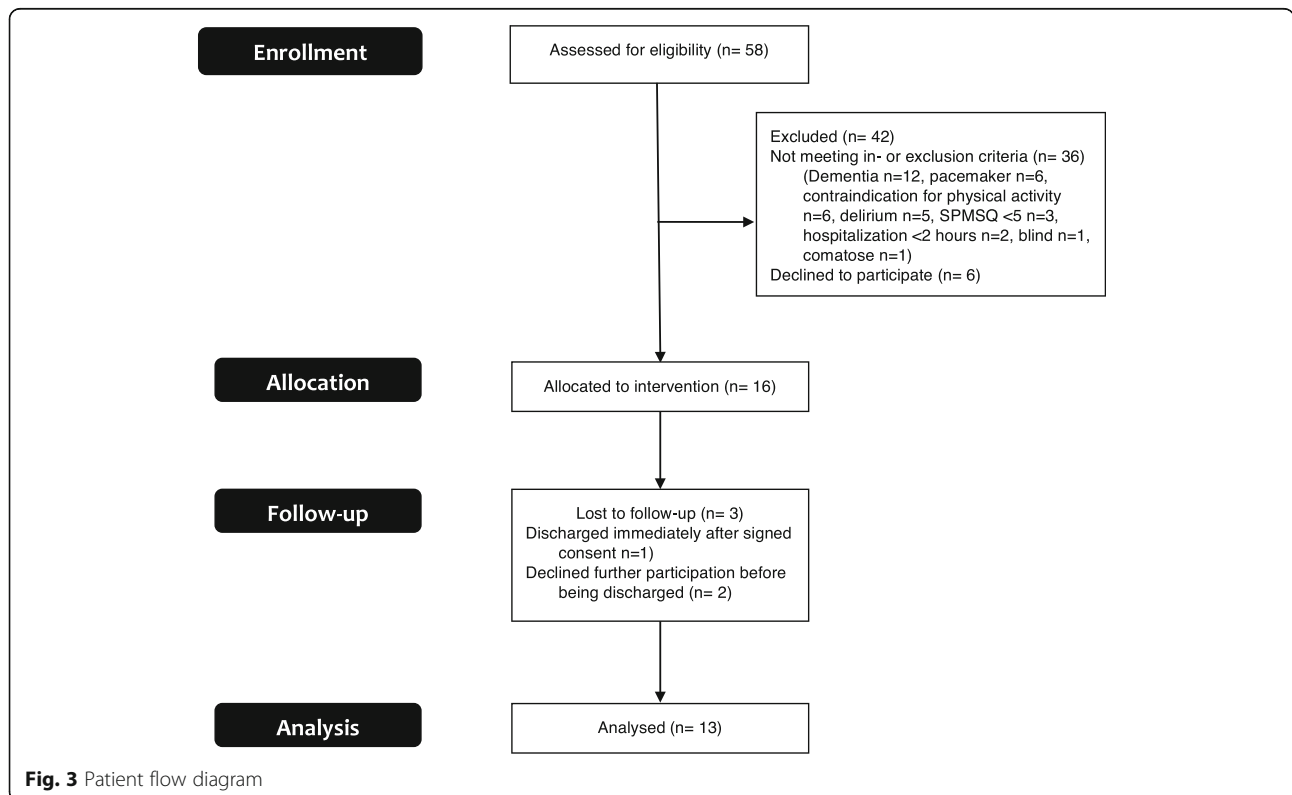 Enrollment
Assessed for eligibility (n= 58)
Excluded (n= 42)
Not meeting in- or exclusion criteria (n= 36)
(Dementia n=12, pacemaker n=6,
contraindication for physical activity
n=6, delirium n=5, SPMSQ <5 n=3,
hospitalization <2 hours n=2, blind n=1,
comatose n=1)
Declined to participate (n= 6)
Allocation
Allocated to intervention (n= 16)
Follow-up
Lost to follow-up (n= 3)
Discharged immediately after signed
consent n=1)
Declined further participation before
being discharged (n= 2)
Analysis
Analysed (n= 13)
Fig. 3 Patient flow diagram